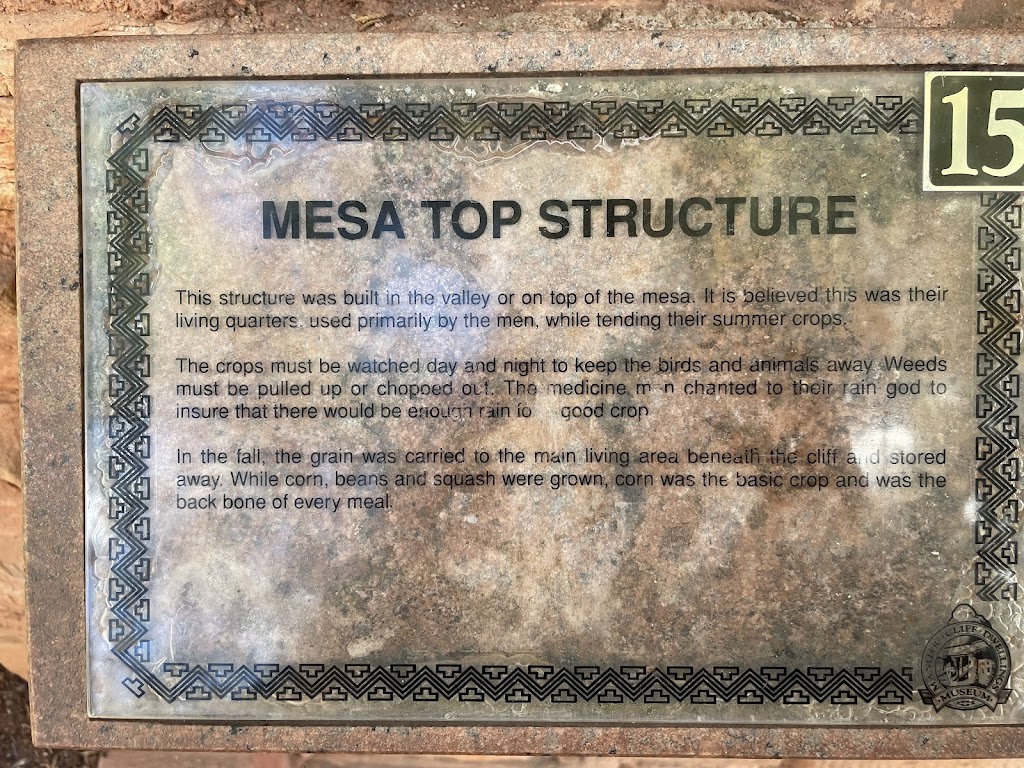 15
MESA TOP STRUCTURE
This structure was built in the valley or on top of the mesa. It is believed this was their
living quarters, used primarily by the men, while tending their summer crops.
The crops must be watched day and night to keep the birds and animals away. Weeds
must be pulled up or chopped out. The medicine man chanted to their rain god to
insure that there would be enough rain fo good crop
In the fall, the grain was carried to the main living area beneath the cliff and stored
away. While corn, beans and squash were grown, corn was the basic crop and was the
back bone of every meal.
MANITOU CLIFF DWELLINGS
MUSEUM